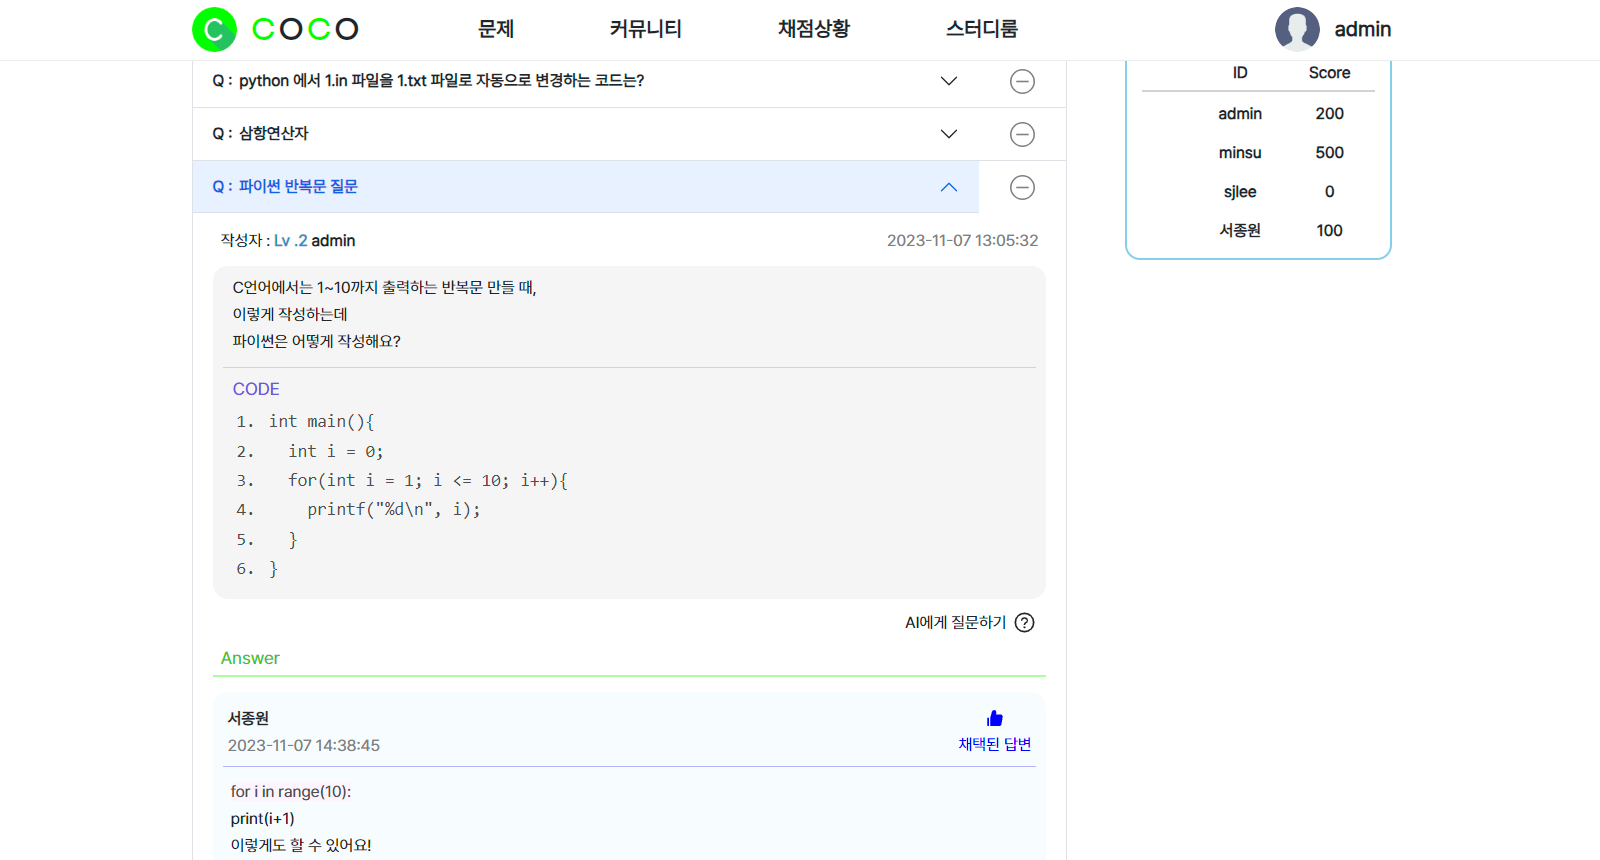 C COCO 문제 커뮤니티 채점상황 스터디룸 admin
Q : python 에서 1.in 파일을 1.txt 파일로 자동으로 변경하는 코드는?
Q : 삼항연산자
Q : 파이썬 반복문 질문
작성자 : Lv .2 admin 2023-11-07 13:05:32
C언어에서는 1~10까지 출력하는 반복문 만들 때,
이렇게 작성하는데
파이썬은 어떻게 작성해요?
CODE
1. int main(){
2. int i = 0;
3. for(int i = 1; i <= 10; i++){
4. printf("%d\n", i);
5. }
6. }
AI에게 질문하기 ?
Answer
서종원
2023-11-07 14:38:45
채택된 답변
for i in range(10):
print(i+1)
이렇게도 할 수 있어요!
ID Score
admin 200
minsu 500
sjlee 0
서종원 100